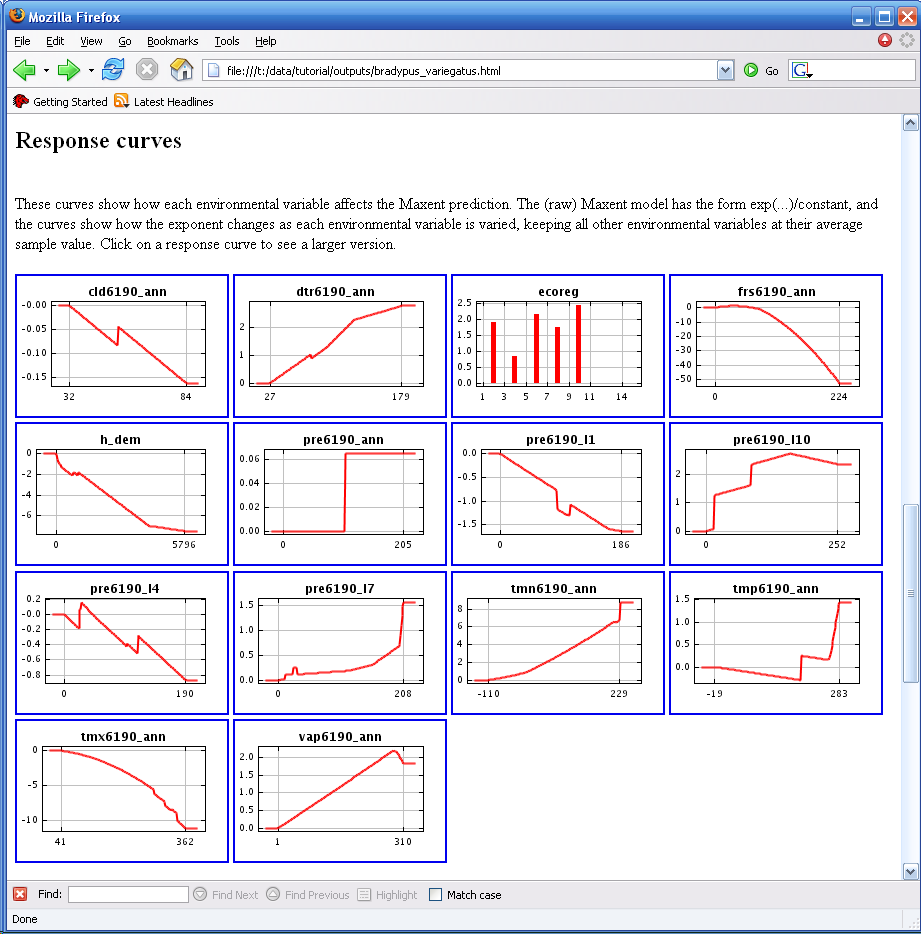 Mozilla Firefox
File Edit View Go Bookmarks Tools Help
file:///t:/data/tutorial/outputs/bradypus_variegatus.html Go G
Getting Started Latest Headlines
Response curves
These curves show how each environmental variable affects the Maxent prediction. The (raw) Maxent model has the form exp(...)/constant, and
the curves show how the exponent changes as each environmental variable is varied, keeping all other environmental variables at their average
sample value. Click on a response curve to see a larger version.
cld6190_ann
-0.00
-0.05
-0.10
-0.15
32 84
dtr6190_ann
2
1
0
27 179
ecoreg
2.5
2.0
1.5
1.0
0.5
0.0
1 3 5 7 9 11 14
frs6190_ann
0
-10
-20
-30
-40
-50
0 224
h_dem
0
-2
-4
-6
0 5796
pre6190_ann
0.06
0.04
0.02
0.00
0 205
pre6190_l1
0.0
-0.5
-1.0
-1.5
0 186
pre6190_l10
2
1
0
0 252
pre6190_l4
0.2
-0.0
-0.2
-0.4
-0.6
-0.8
0 190
pre6190_l7
1.5
1.0
0.5
0.0
0 208
tmn6190_ann
8
6
4
2
0
-110 229
tmp6190_ann
1.5
1.0
0.5
0.0
-19 283
tmx6190_ann
0
-5
-10
41 362
vap6190_ann
2.0
1.5
1.0
0.5
0.0
1 310
Find: Find Next Find Previous Highlight Match case
Done